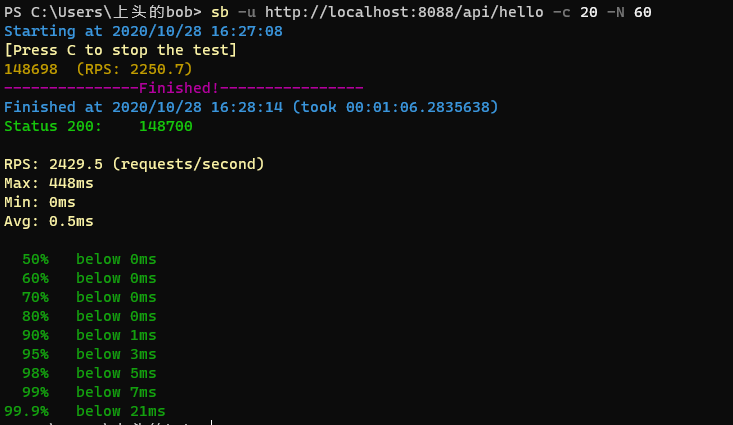 PS C:\Users\上头的bob> sb -u http://localhost:8088/api/hello -c 20 -N 60
Starting at 2020/10/28 16:27:08
[Press C to stop the test]
148698  (RPS: 2250.7)
---------------Finished!----------------
Finished at 2020/10/28 16:28:14 (took 00:01:06.2835638)
Status 200:    148700
RPS: 2429.5 (requests/second)
Max: 448ms
Min: 0ms
Avg: 0.5ms
50%   below 0ms
60%   below 0ms
70%   below 0ms
80%   below 0ms
90%   below 1ms
95%   below 3ms
98%   below 5ms
99%   below 7ms
99.9%   below 21ms